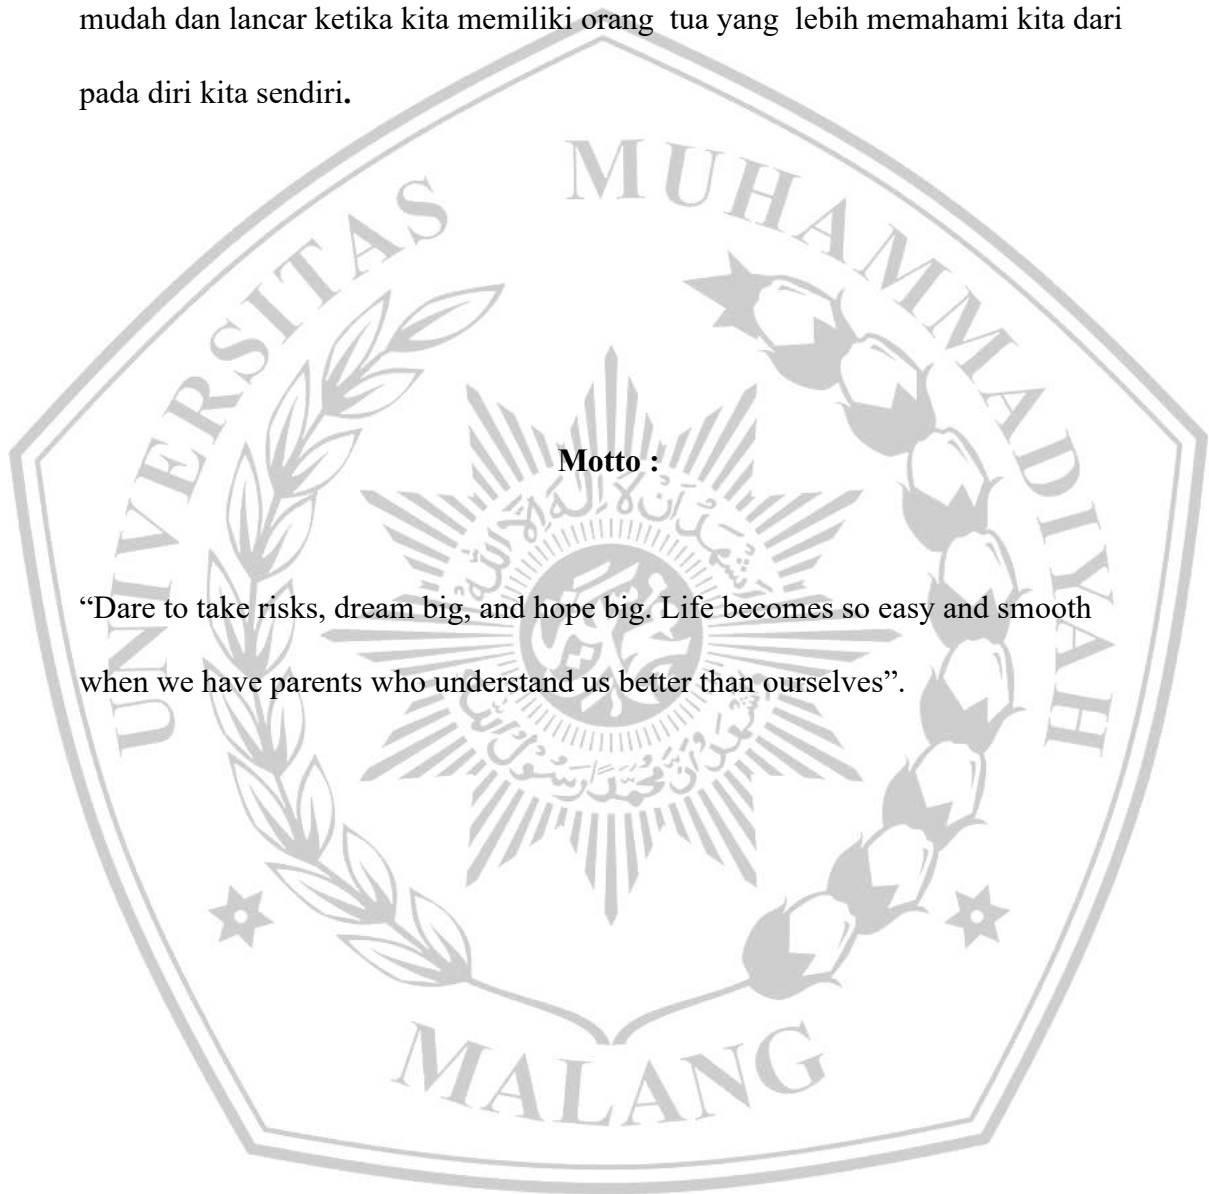 mudah dan lancar ketika kita memiliki orang  tua yang  lebih memahami kita dari
pada diri kita sendiri.
UNIVERSITAS MUHAMMADIYAH
Motto :
“Dare to take risks, dream big, and hope big. Life becomes so easy and smooth
when we have parents who understand us better than ourselves”.
MALANG